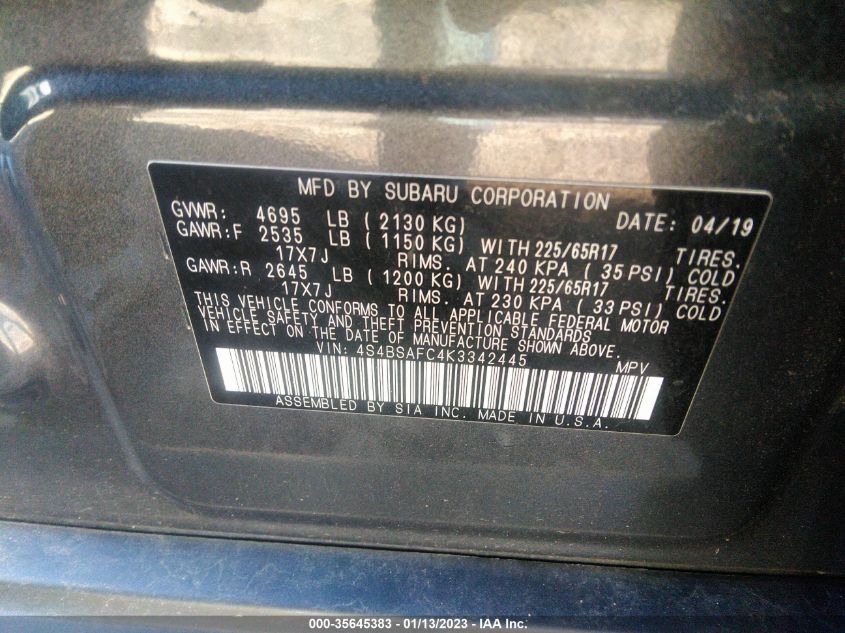 MFD BY SUBARU CORPORATION
GVWR: 4695 LB ( 2130 KG) DATE: 04/19
GAWR:F 2535 LB ( 1150 KG) WITH 225/65R17 TIRES.
17X7J RIMS. AT 240 KPA ( 35 PSI) COLD
GAWR:R 2645 LB ( 1200 KG) WITH 225/65R17 TIRES.
17X7J RIMS. AT 230 KPA ( 33 PSI) COLD
THIS VEHICLE CONFORMS TO ALL APPLICABLE FEDERAL MOTOR
VEHICLE SAFETY AND THEFT PREVENTION STANDARDS
IN EFFECT ON THE DATE OF MANUFACTURE SHOWN ABOVE.
VIN: 4S4BSAFC4K3342445 MPV
ASSEMBLED BY SIA INC. MADE IN U.S.A.
000-35645383 - 01/13/2023 - IAA Inc.